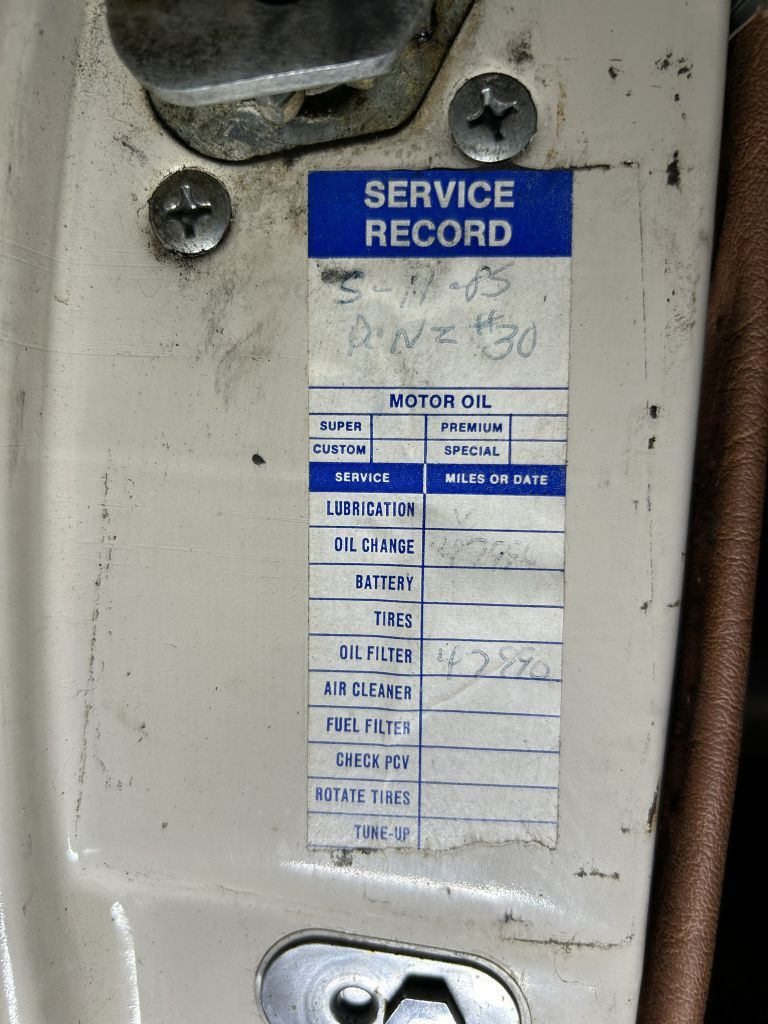 SERVICE
RECORD
5-11-85
= #30
MOTOR OIL
SUPER PREMIUM
CUSTOM SPECIAL
SERVICE MILES OR DATE
LUBRICATION
OIL CHANGE
BATTERY
TIRES
OIL FILTER
AIR CLEANER
FUEL FILTER
CHECK PCV
ROTATE TIRES
TUNE-UP